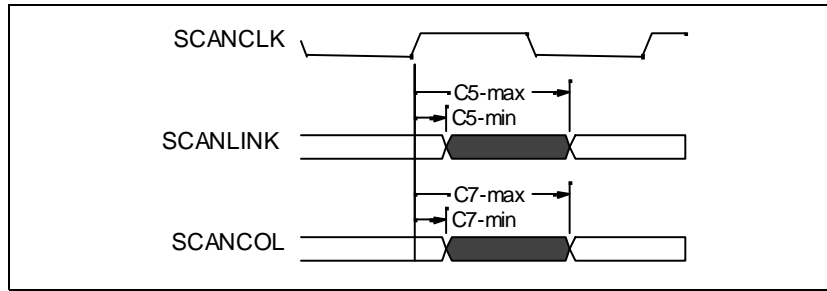 SCANCLK
C5-max
C5-min
SCANLINK
C7-max
C7-min
SCANCOL